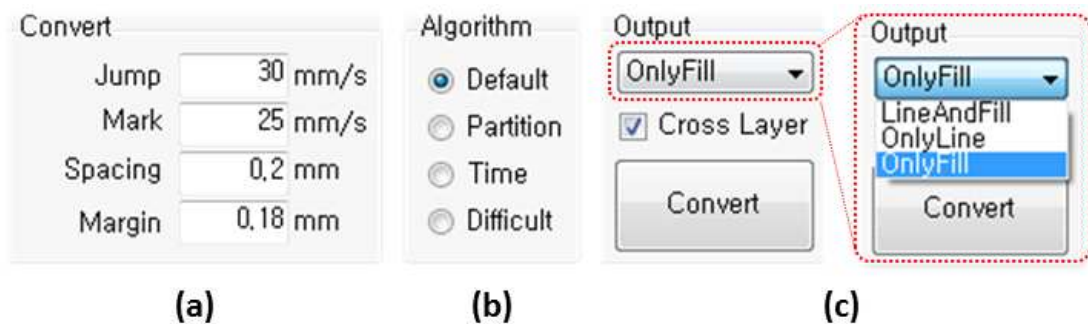 Convert
Jump 30 mm/s
Mark 25 mm/s
Spacing 0,2 mm
Margin 0,18 mm
(a)
Algorithm
Default
Partition
Time
Difficult
(b)
Output
OnlyFill
Cross Layer
Convert
Output
OnlyFill
LineAndFill
OnlyLine
OnlyFill
Convert
(c)